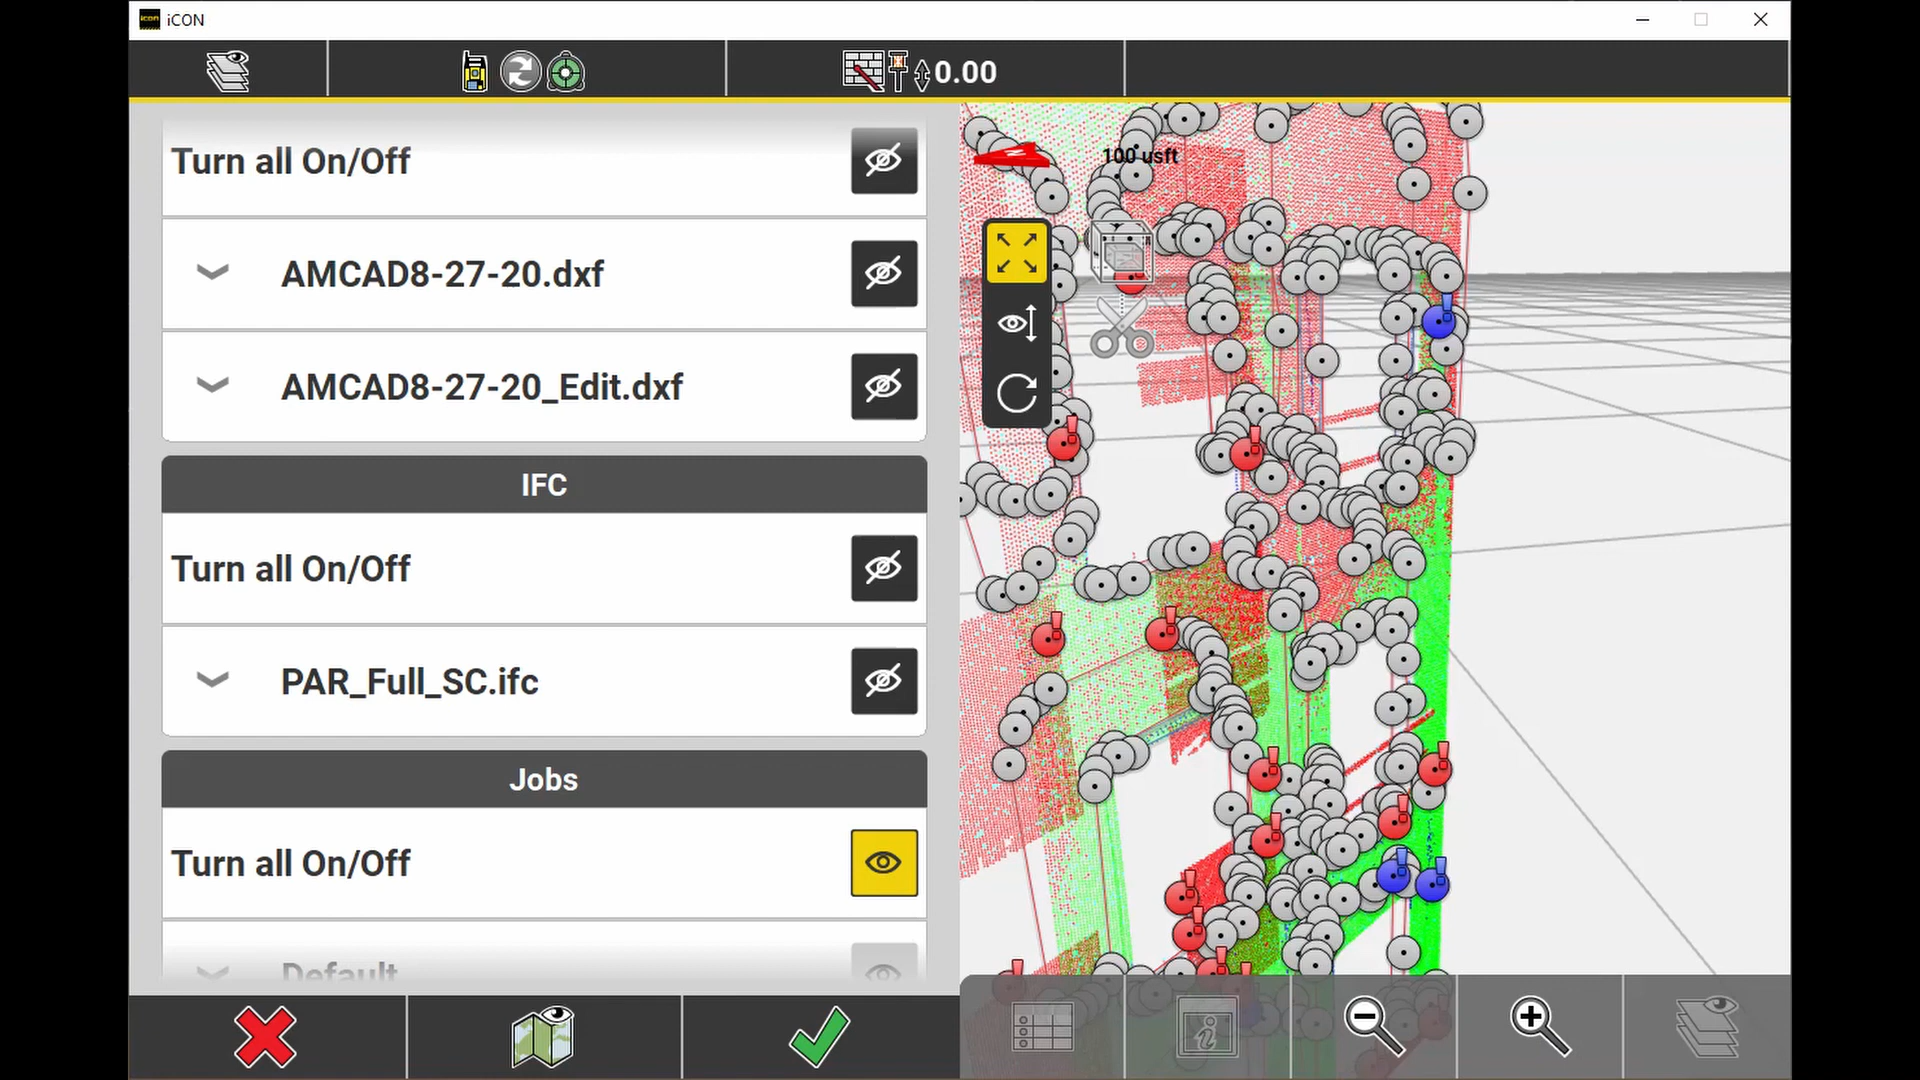 iCON
iCON
0.00
Turn all On/Off
AMCAD8-27-20.dxf
AMCAD8-27-20_Edit.dxf
IFC
Turn all On/Off
PAR_Full_SC.ifc
Jobs
Turn all On/Off
Default
N
100 usft